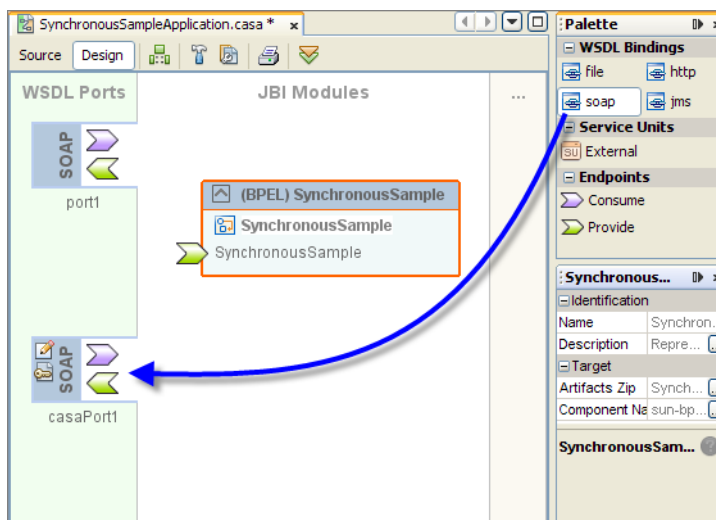 SynchronousSampleApplication.casa * x
Source Design
WSDL Ports JBI Modules ...
SOAP
port1
(BPEL) SynchronousSample
SynchronousSample
SynchronousSample
SOAP
casaPort1
Palette
WSDL Bindings
file http
soap jms
Service Units
SU External
Endpoints
Consume
Provide
Synchronous...
Identification
Name Synchron...
Description Repre... ...
Target
Artifacts Zip Synch... ...
Component Na sun-bp... ...
SynchronousSam... ?